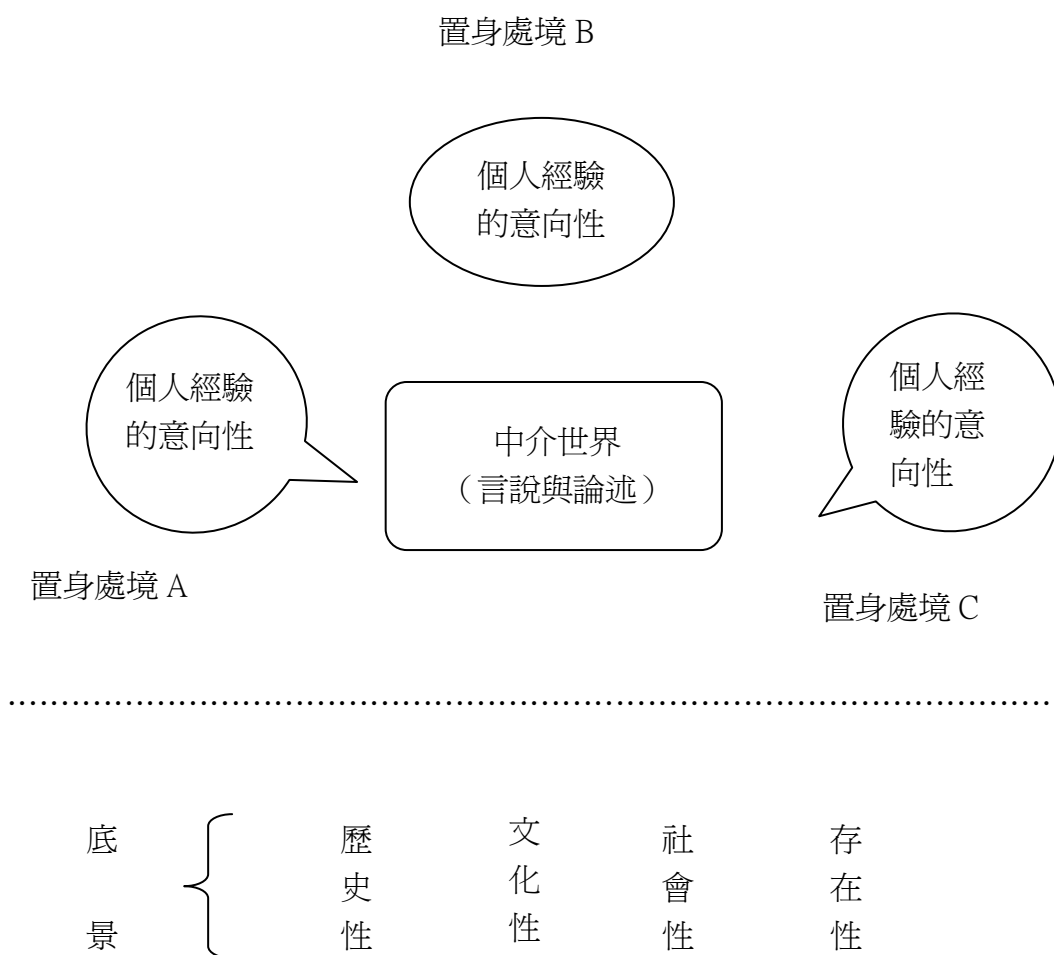 置身處境 B
個人經驗
的意向性
個人經驗
的意向性
個人經
驗的意
向性
中介世界
（言說與論述）
置身處境 A
置身處境 C
底景
歷史性
文化性
社會性
存在性